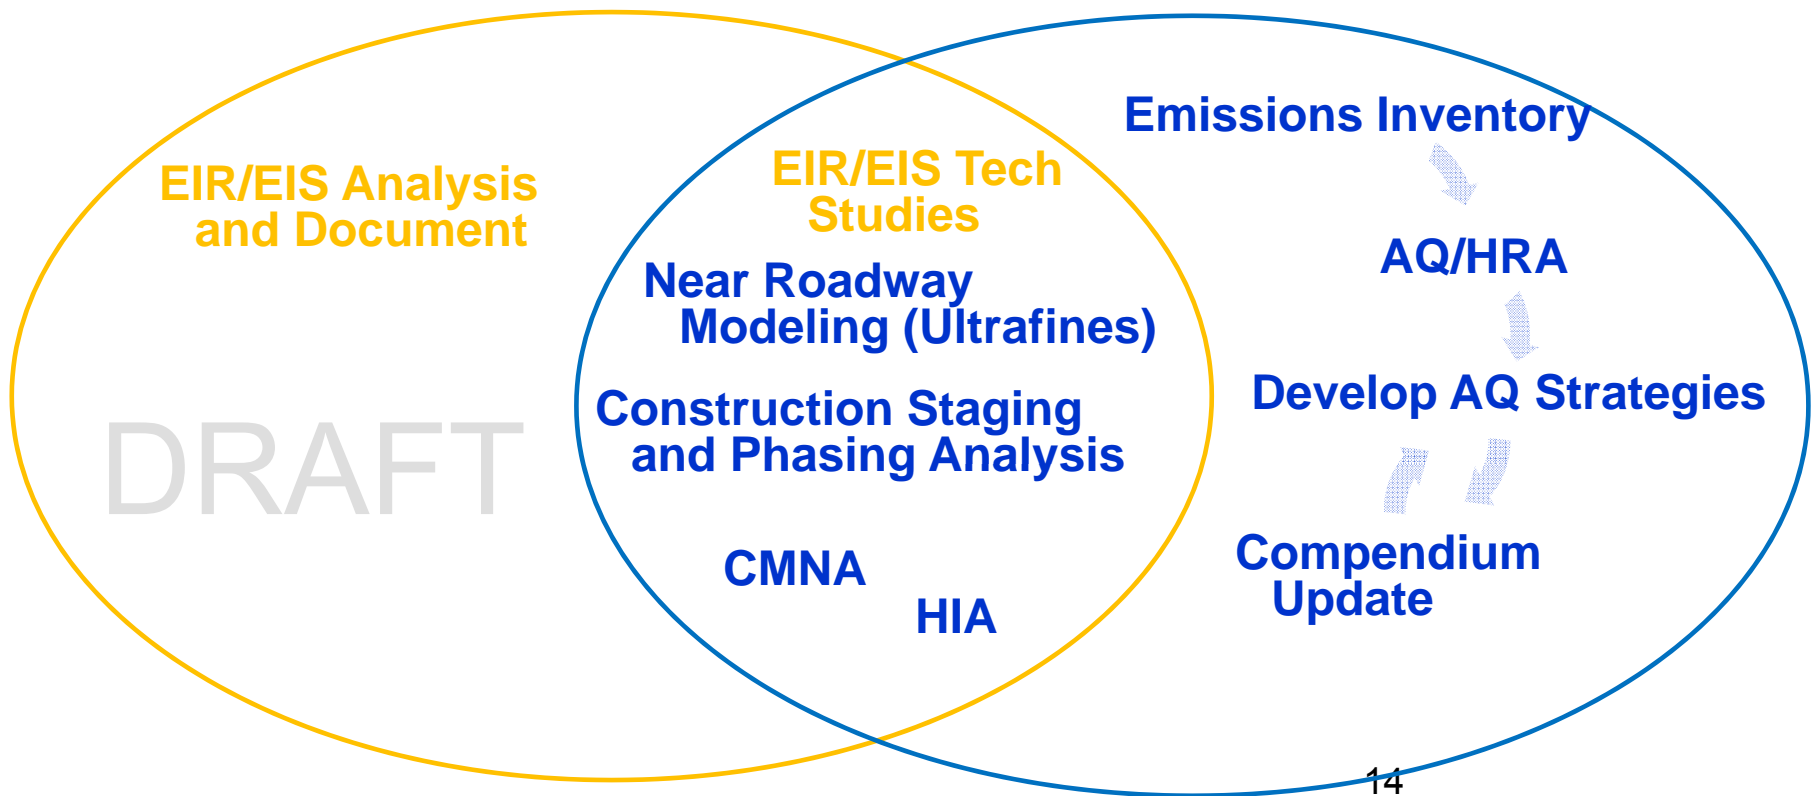 EIR/EIS Analysis
and Document
DRAFT
EIR/EIS Tech
Studies
Near Roadway
Modeling (Ultrafines)
Construction Staging
and Phasing Analysis
CMNA
HIA
Emissions Inventory
AQ/HRA
Develop AQ Strategies
Compendium
Update
14